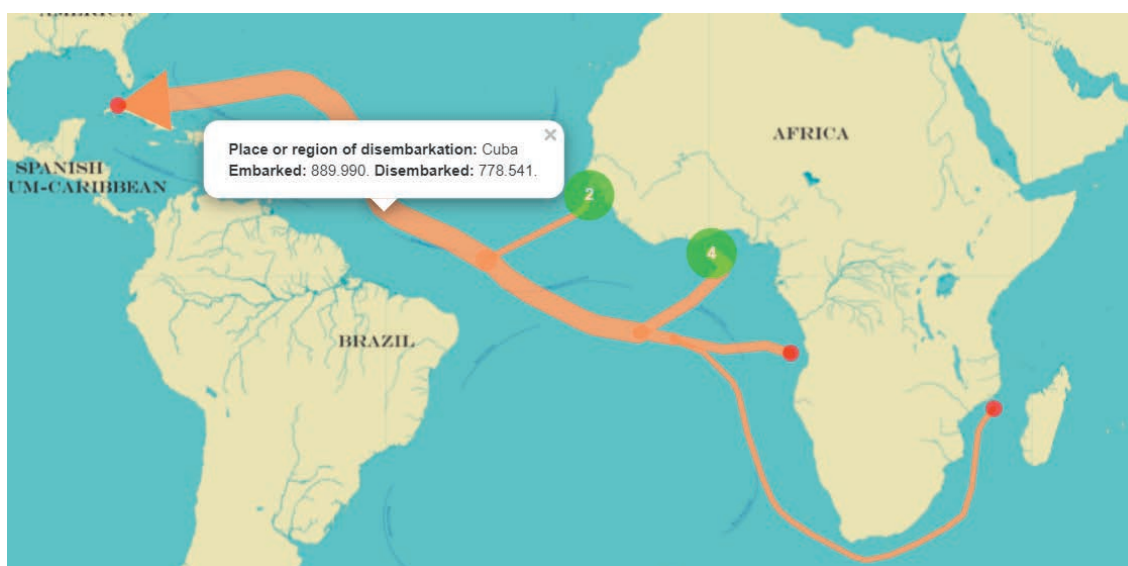 AMERICA
Place or region of disembarkation: Cuba
Embarked: 889.990. Disembarked: 778.541.
×
AFRICA
SPANISH
UM-CARIBBEAN
2
4
BRAZIL